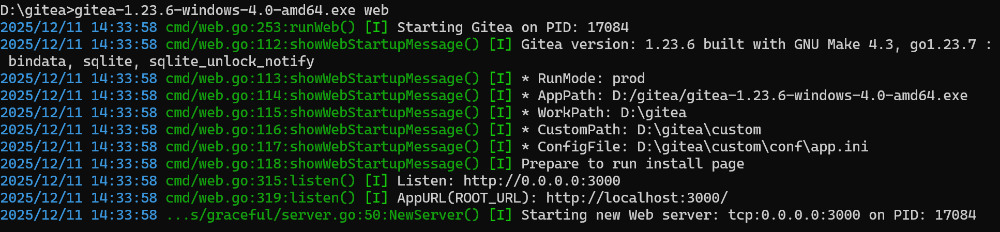 D:\gitea>gitea-1.23.6-windows-4.0-amd64.exe web
2025/12/11 14:33:58 cmd/web.go:253:runWeb() [I] Starting Gitea on PID: 17084
2025/12/11 14:33:58 cmd/web.go:112:showWebStartupMessage() [I] Gitea version: 1.23.6 built with GNU Make 4.3, go1.23.7 :
 bindata, sqlite, sqlite_unlock_notify
2025/12/11 14:33:58 cmd/web.go:113:showWebStartupMessage() [I] * RunMode: prod
2025/12/11 14:33:58 cmd/web.go:114:showWebStartupMessage() [I] * AppPath: D:/gitea/gitea-1.23.6-windows-4.0-amd64.exe
2025/12/11 14:33:58 cmd/web.go:115:showWebStartupMessage() [I] * WorkPath: D:\gitea
2025/12/11 14:33:58 cmd/web.go:116:showWebStartupMessage() [I] * CustomPath: D:\gitea\custom
2025/12/11 14:33:58 cmd/web.go:117:showWebStartupMessage() [I] * ConfigFile: D:\gitea\custom\conf\app.ini
2025/12/11 14:33:58 cmd/web.go:118:showWebStartupMessage() [I] Prepare to run install page
2025/12/11 14:33:58 cmd/web.go:315:listen() [I] Listen: http://0.0.0.0:3000
2025/12/11 14:33:58 cmd/web.go:319:listen() [I] AppURL(ROOT_URL): http://localhost:3000/
2025/12/11 14:33:58 ...s/graceful/server.go:50:NewServer() [I] Starting new Web server: tcp:0.0.0.0:3000 on PID: 17084